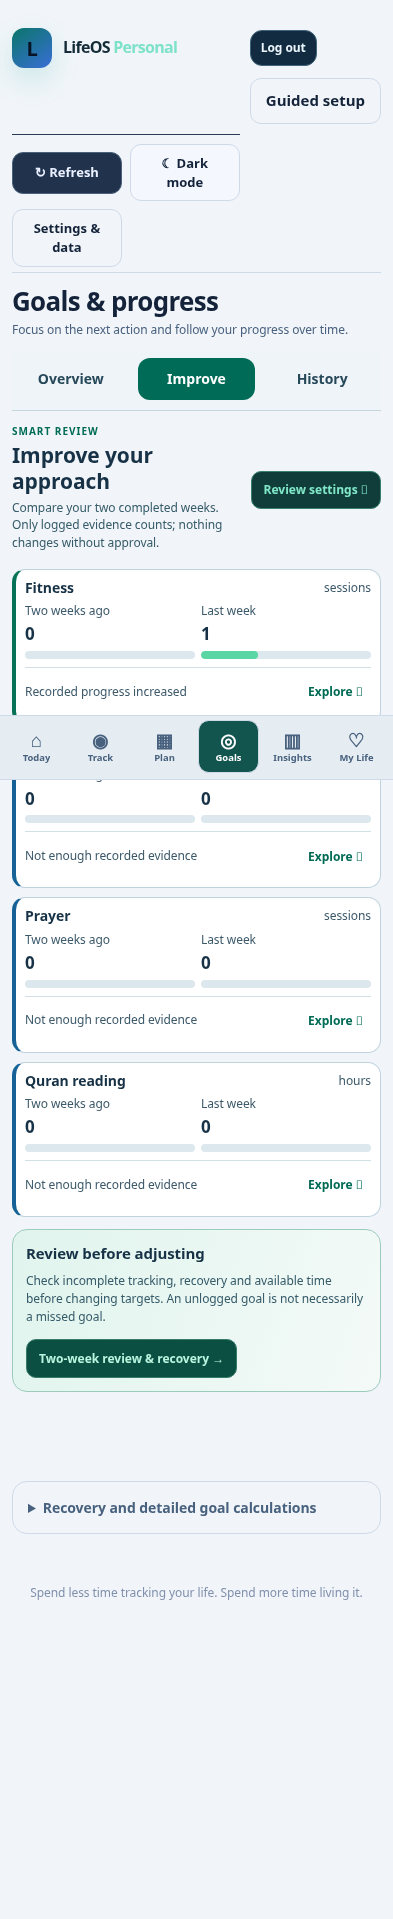 L
LifeOS Personal
Log out
Guided setup
↻ Refresh
☾ Dark
mode
Settings &
data
Goals & progress
Focus on the next action and follow your progress over time.
Overview
Improve
History
SMART REVIEW
Improve your
approach
Compare your two completed weeks.
Only logged evidence counts; nothing
changes without approval.
Review settings
Fitness
sessions
Two weeks ago
Last week
0
1
Recorded progress increased
Explore
Today
Track
Plan
Goals
Insights
My Life
0
0
Not enough recorded evidence
Explore
Prayer
sessions
Two weeks ago
Last week
0
0
Not enough recorded evidence
Explore
Quran reading
hours
Two weeks ago
Last week
0
0
Not enough recorded evidence
Explore
Review before adjusting
Check incomplete tracking, recovery and available time
before changing targets. An unlogged goal is not necessarily
a missed goal.
Two-week review & recovery →
▶ Recovery and detailed goal calculations
Spend less time tracking your life. Spend more time living it.